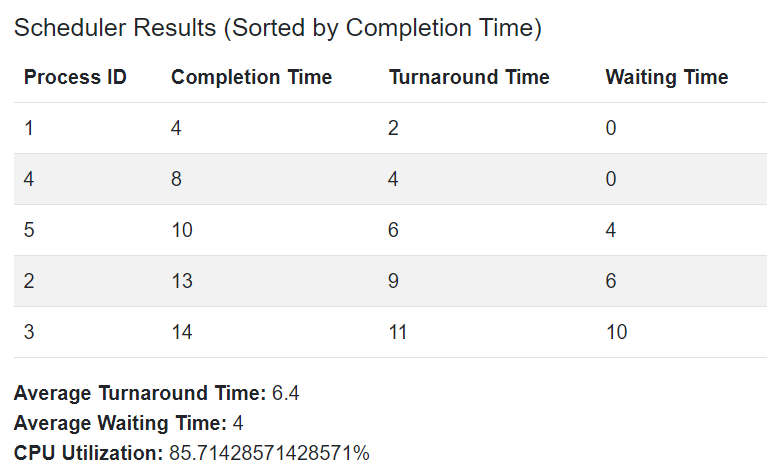 Scheduler Results (Sorted by Completion Time)
Process ID Completion Time Turnaround Time Waiting Time
1 4 2 0
4 8 4 0
5 10 6 4
2 13 9 6
3 14 11 10
Average Turnaround Time: 6.4
Average Waiting Time: 4
CPU Utilization: 85.71428571428571%